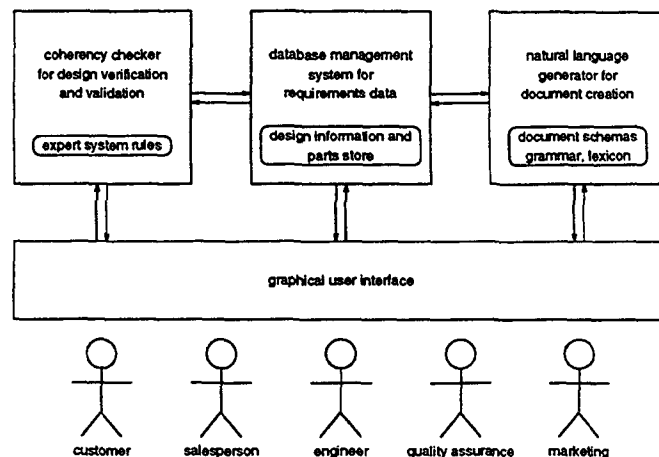 coherency checker
for design verification
and validation
expert system rules
database management
system for
requirements data
design information and
parts store
natural language
generator for
document creation
document schemas
grammar, lexicon
graphical user interface
customer
salesperson
engineer
quality assurance
marketing